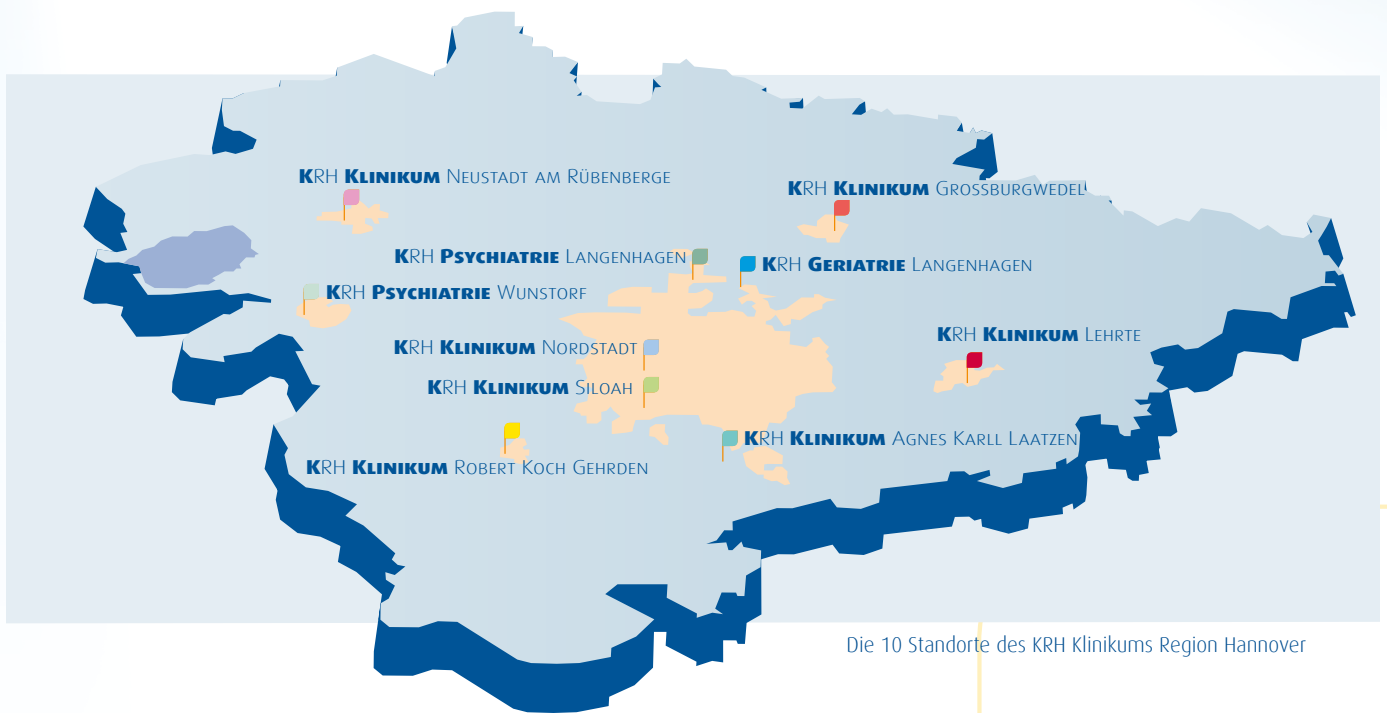 KRH KLINIKUM NEUSTADT AM RÜBENBERGE
KRH KLINIKUM GROSSBURGWEDEL
KRH PSYCHIATRIE LANGENHAGEN
KRH GERIATRIE LANGENHAGEN
KRH PSYCHIATRIE WUNSTORF
KRH KLINIKUM LEHRTE
KRH KLINIKUM NORDSTADT
KRH KLINIKUM SILOAH
KRH KLINIKUM AGNES KARLL LAATZEN
KRH KLINIKUM ROBERT KOCH GEHRDEN
Die 10 Standorte des KRH Klinikums Region Hannover